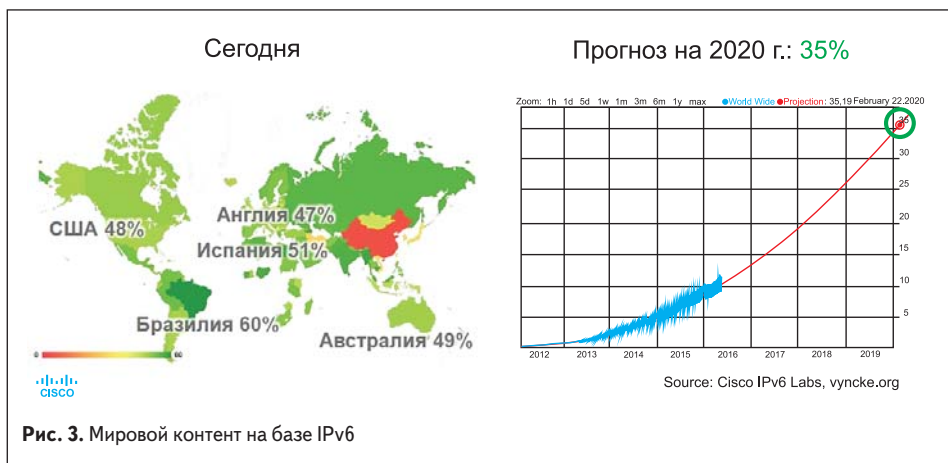 Сегодня
США 48%
Англия 47%
Испания 51%
Бразилия 60%
Австралия 49%
0 60
CISCO
Прогноз на 2020 г.: 35%
Zoom: 1h 1d 5d 1w 1m 3m 6m 1y max World Wide Projection: 35,19 February 22.2020
35
30
25
20
15
10
5
2012 2013 2014 2015 2016 2017 2018 2019
Source: Cisco IPv6 Labs, vyncke.org
Рис. 3. Мировой контент на базе IPv6